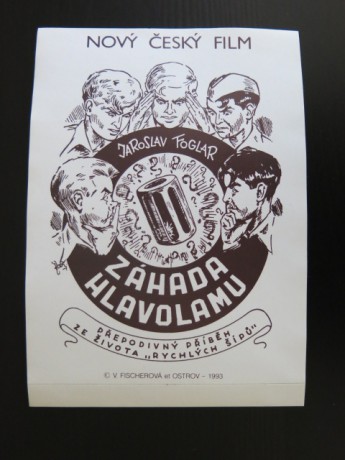 NOVÝ ČESKÝ FILM
JAROSLAV FOGLAR
ZÁHADA
HLAVOLAMU
PŘEPODIVNÝ PŘÍBĚH
ZE ŽIVOTA „RYCHLÝCH ŠÍPŮ"
© V. FISCHEROVÁ et OSTROV – 1993